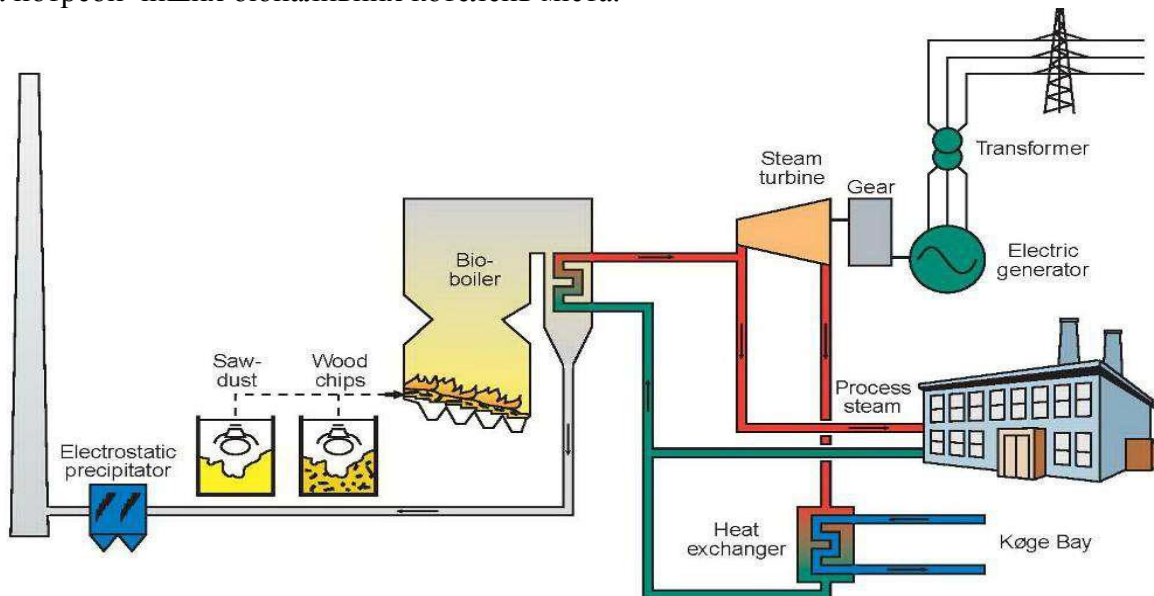 Transformer
Steam
turbine
Gear
Bio-
boiler
Electric
generator
Saw-
dust
Wood
chips
Process
steam
Electrostatic
precipitator
Heat
exchanger
Køge Bay